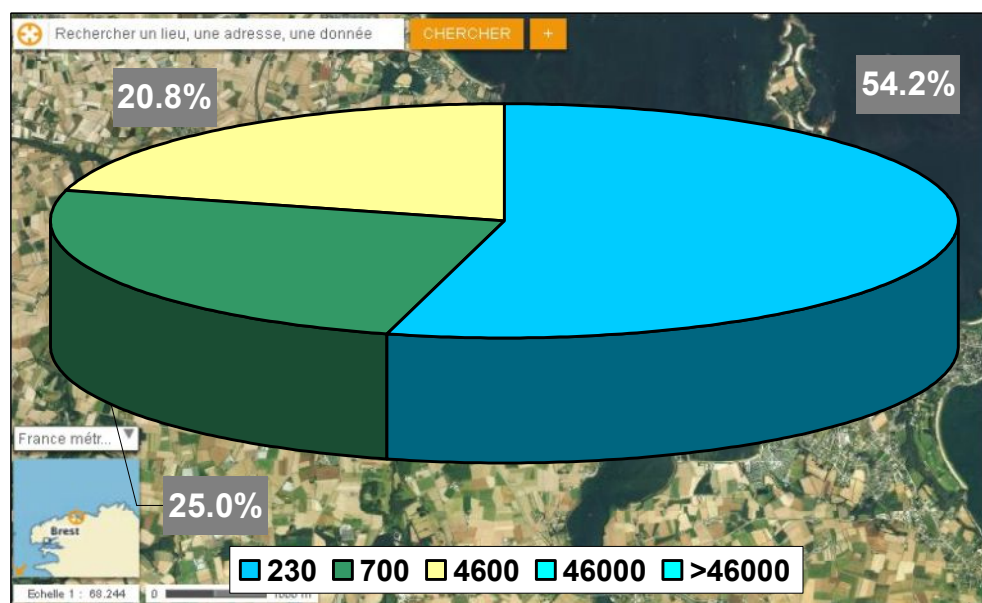 Rechercher un lieu, une adresse, une donnée
CHERCHER
+
20.8%
54.2%
France métr...
25.0%
Brest
230 700 4600 46000 >46000
Echelle 1 : 68.244
0
1000 m